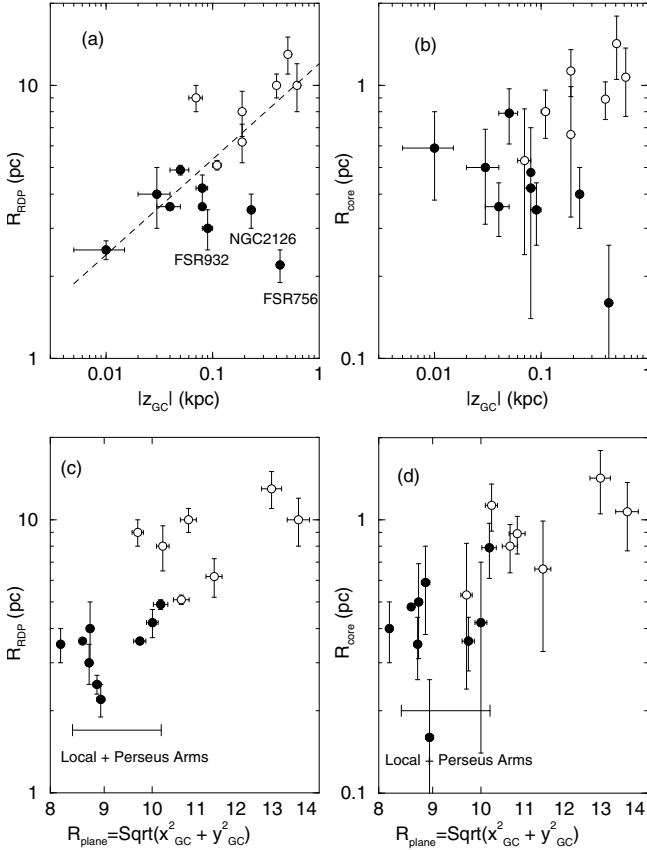 (a)
10
1
R_RDP (pc)
FSR932
NGC2126
FSR756
0.01
0.1
1
|z_GC| (kpc)
(b)
1
0.1
R_core (pc)
0.01
0.1
1
|z_GC| (kpc)
(c)
10
1
R_RDP (pc)
Local + Perseus Arms
8
9
10
11
12
13
14
R_plane=Sqrt(x²_GC + y²_GC)
(d)
1
0.1
R_core (pc)
Local + Perseus Arms
8
9
10
11
12
13
14
R_plane=Sqrt(x²_GC + y²_GC)